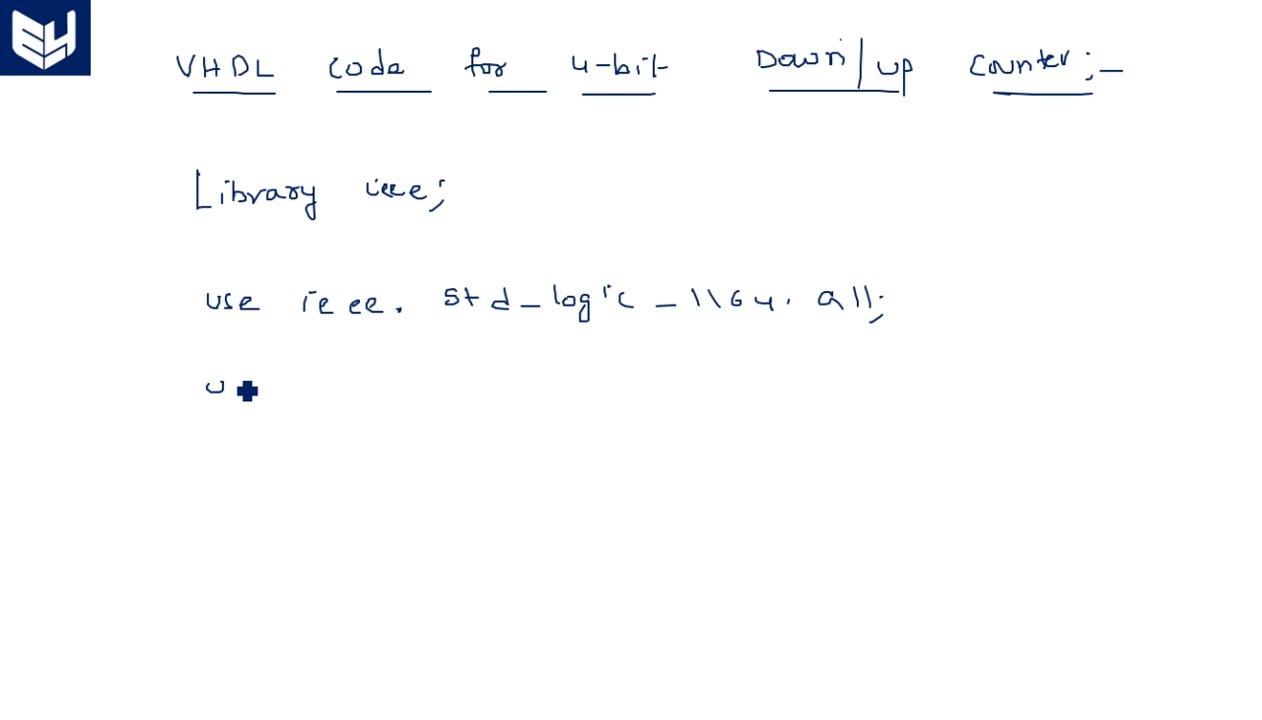 VHDL code for 4-bit Down/up Counter :-
Library ieee;
use ieee. std_logic_1164. all;
u